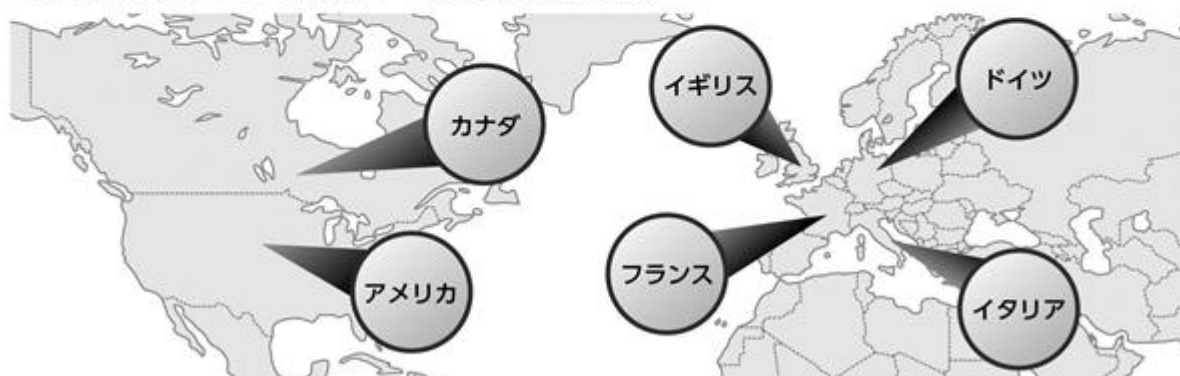 イギリス
ドイツ
カナダ
フランス
アメリカ
イタリア